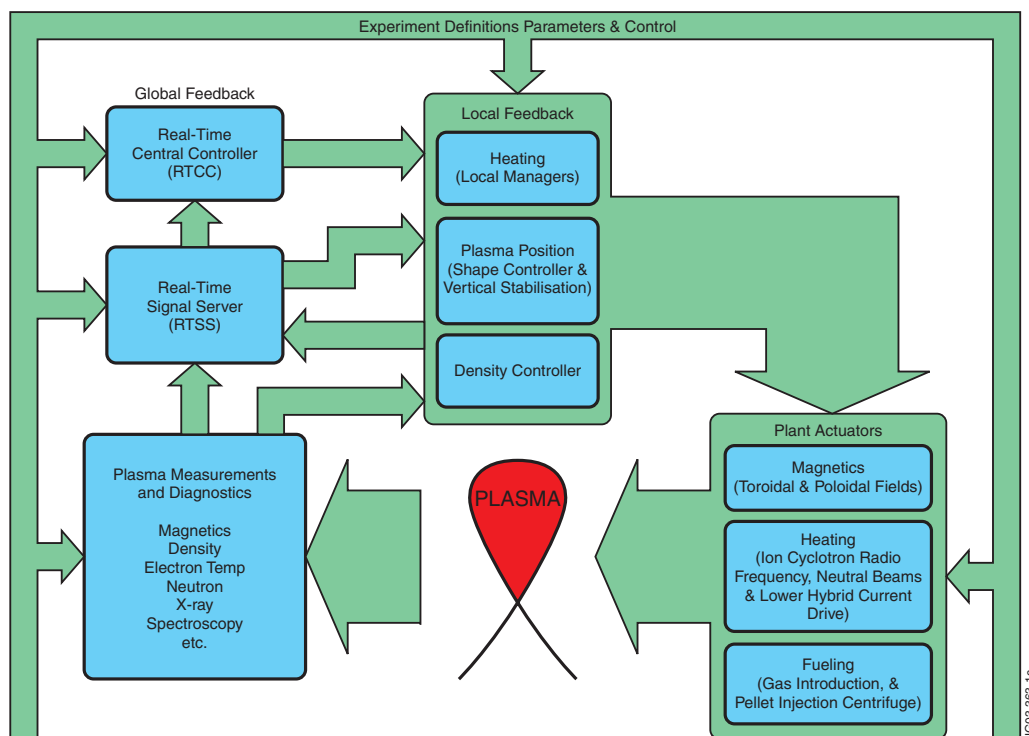 Experiment Definitions Parameters & Control
Global Feedback
Real-Time
Central Controller
(RTCC)
Real-Time
Signal Server
(RTSS)
Plasma Measurements
and Diagnostics
Magnetics
Density
Electron Temp
Neutron
X-ray
Spectroscopy
etc.
Local Feedback
Heating
(Local Managers)
Plasma Position
(Shape Controller &
Vertical Stabilisation)
Density Controller
PLASMA
Plant Actuators
Magnetics
(Toroidal & Poloidal Fields)
Heating
(Ion Cyclotron Radio
Frequency, Neutral Beams
& Lower Hybrid Current
Drive)
Fueling
(Gas Introduction, &
Pellet Injection Centrifuge)